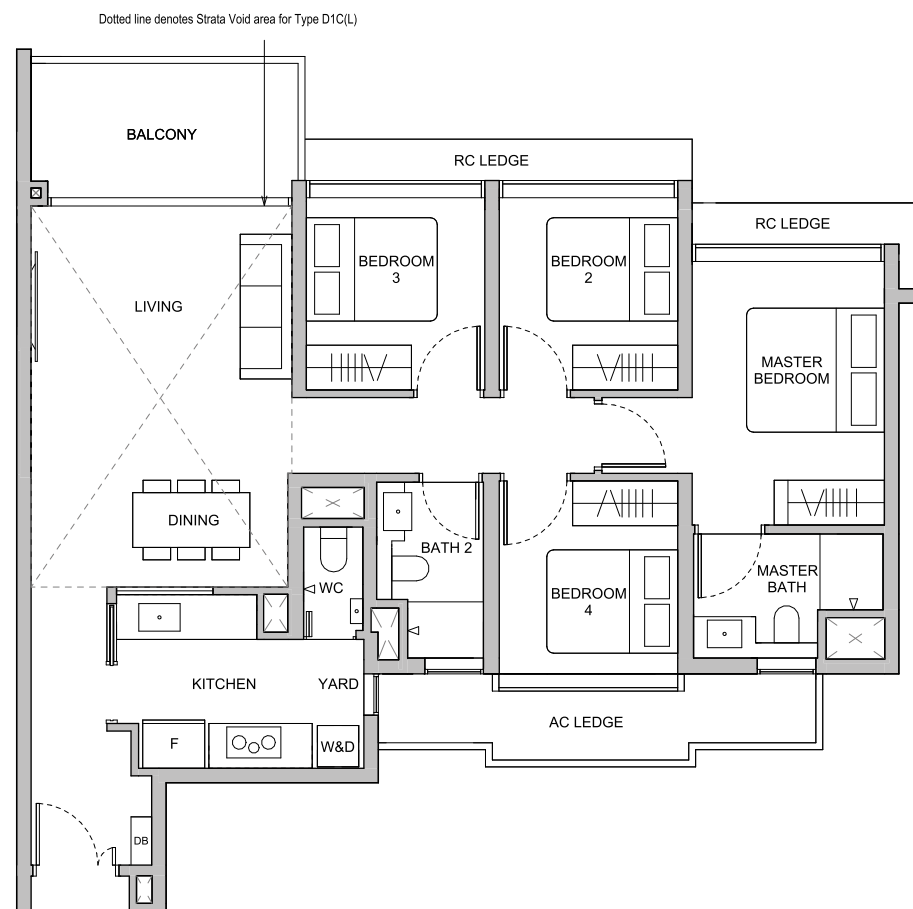 Dotted line denotes Strata Void area for Type D1C(L)
BALCONY
RC LEDGE
RC LEDGE
BEDROOM
3
BEDROOM
2
LIVING
MASTER
BEDROOM
DINING
BATH 2
WC
BEDROOM
4
MASTER
BATH
KITCHEN
YARD
AC LEDGE
F
W&D
DB